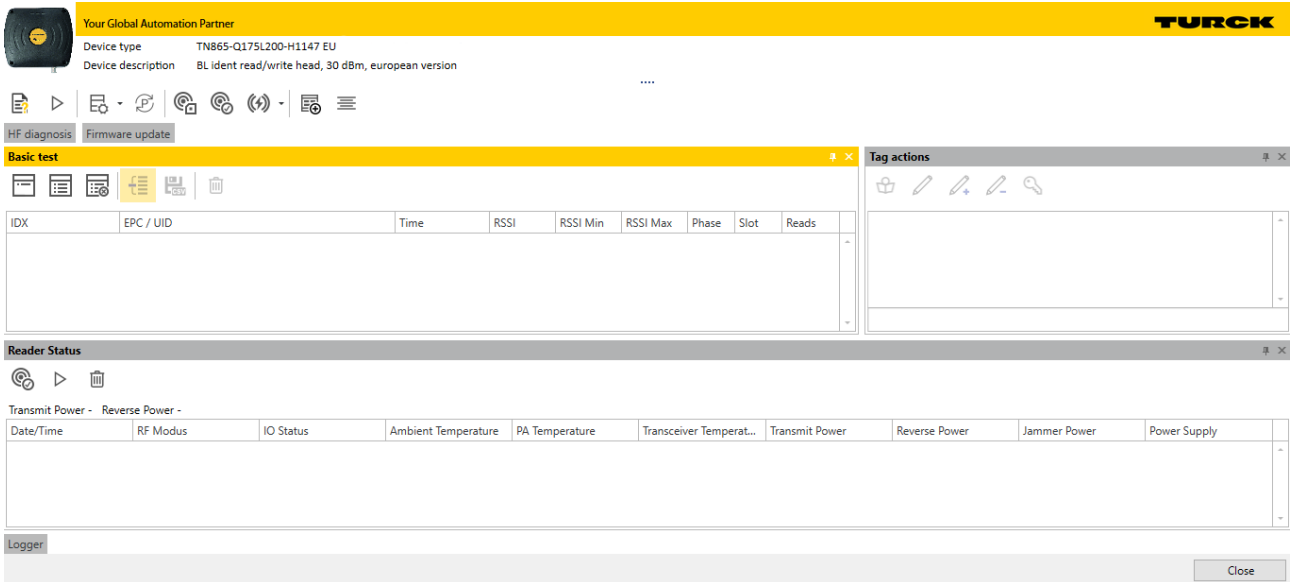 Your Global Automation Partner
TURCK
Device type TN865-Q175L200-H1147 EU
Device description BL ident read/write head, 30 dBm, european version
HF diagnosis Firmware update
Basic test
Tag actions
IDX EPC / UID Time RSSI RSSI Min RSSI Max Phase Slot Reads
Reader Status
Transmit Power - Reverse Power -
Date/Time RF Modus IO Status Ambient Temperature PA Temperature Transceiver Temperat... Transmit Power Reverse Power Jammer Power Power Supply
Logger
Close